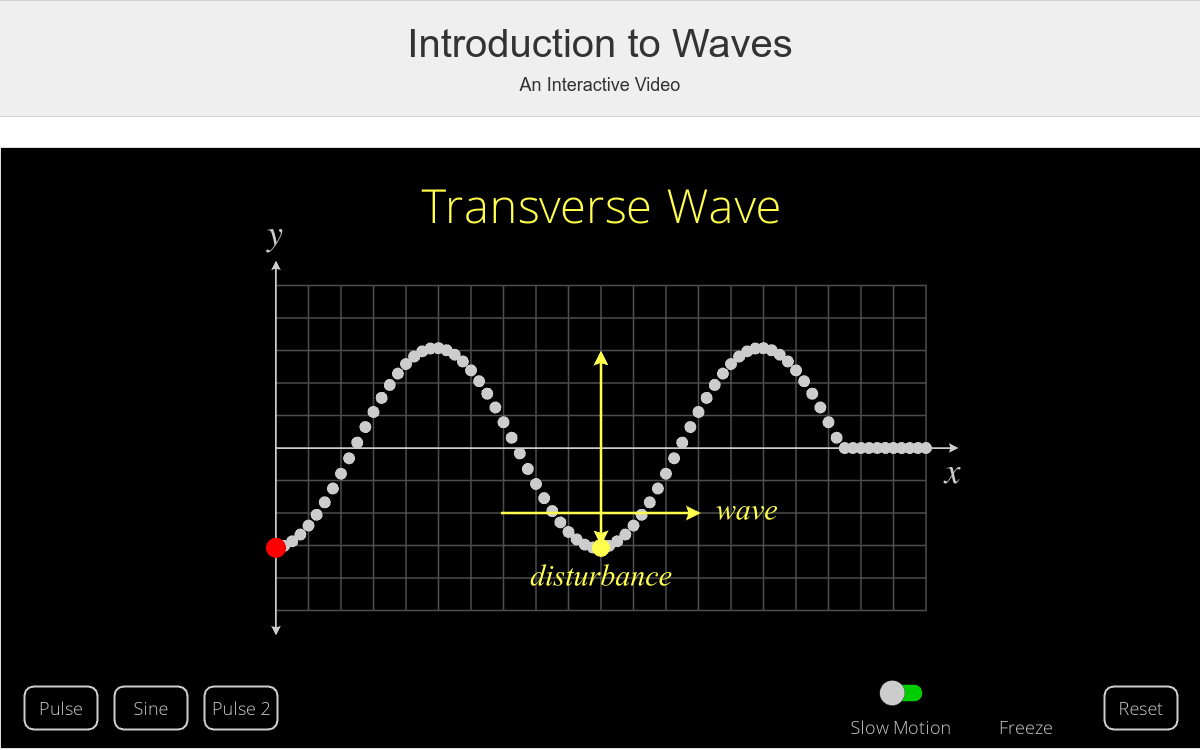 Introduction to Waves
An Interactive Video
Transverse Wave
y
x
wave
disturbance
Pulse
Sine
Pulse 2
Slow Motion
Freeze
Reset